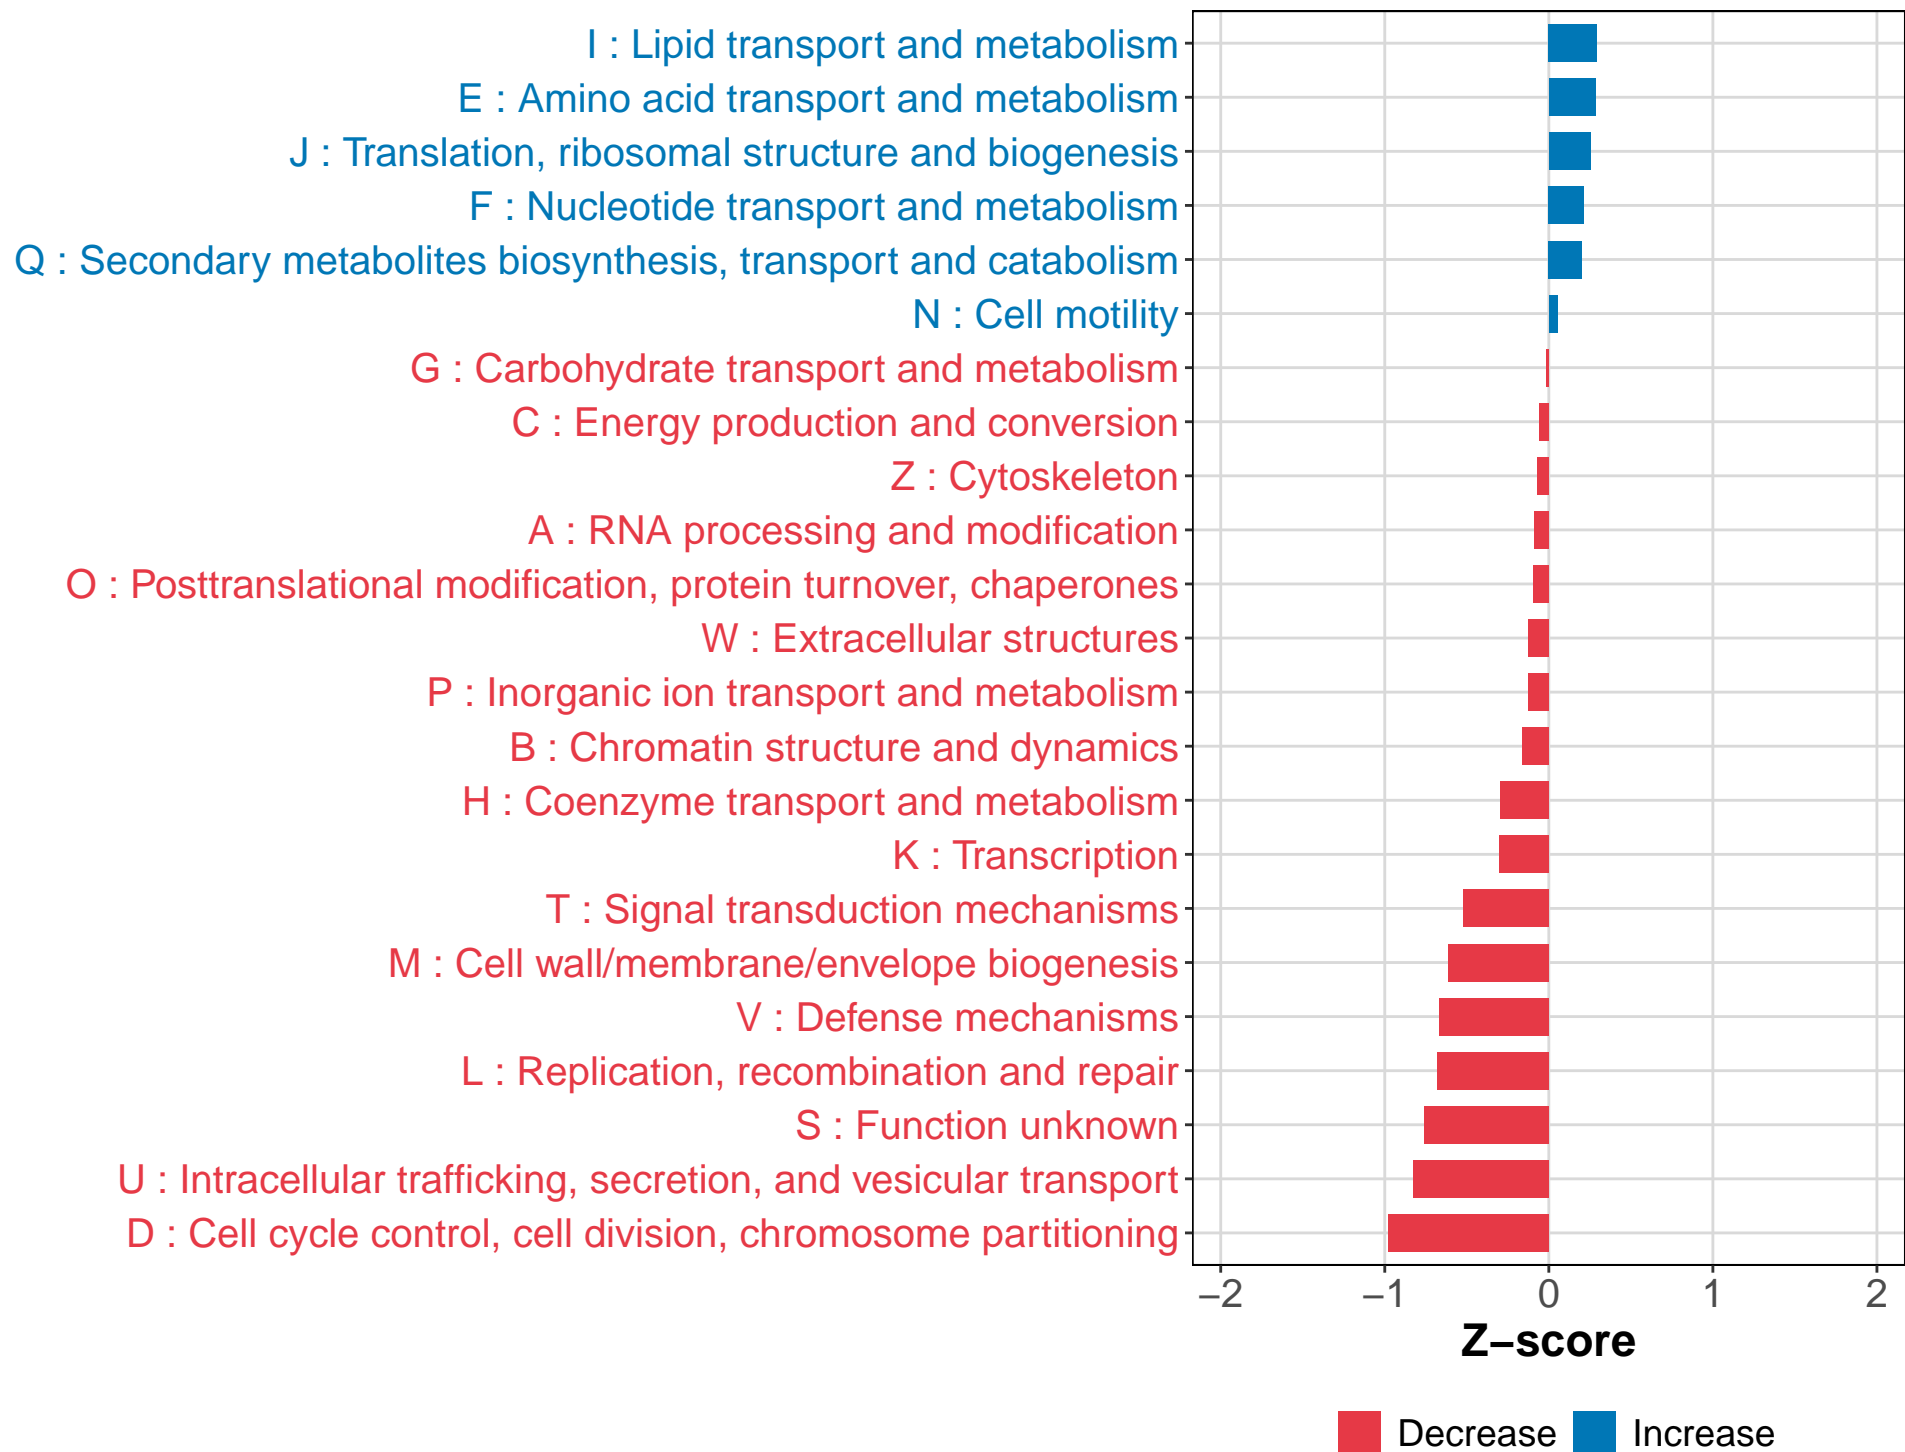 I : Lipid transport and metabolism
E : Amino acid transport and metabolism
J : Translation, ribosomal structure and biogenesis
F : Nucleotide transport and metabolism
Q : Secondary metabolites biosynthesis, transport and catabolism
N : Cell motility
G : Carbohydrate transport and metabolism
C : Energy production and conversion
Z : Cytoskeleton
A : RNA processing and modification
O : Posttranslational modification, protein turnover, chaperones
W : Extracellular structures
P : Inorganic ion transport and metabolism
B : Chromatin structure and dynamics
H : Coenzyme transport and metabolism
K : Transcription
T : Signal transduction mechanisms
M : Cell wall/membrane/envelope biogenesis
V : Defense mechanisms
L : Replication, recombination and repair
S : Function unknown
U : Intracellular trafficking, secretion, and vesicular transport
D : Cell cycle control, cell division, chromosome partitioning
−2 −1 0 1 2
Z−score
Decrease Increase